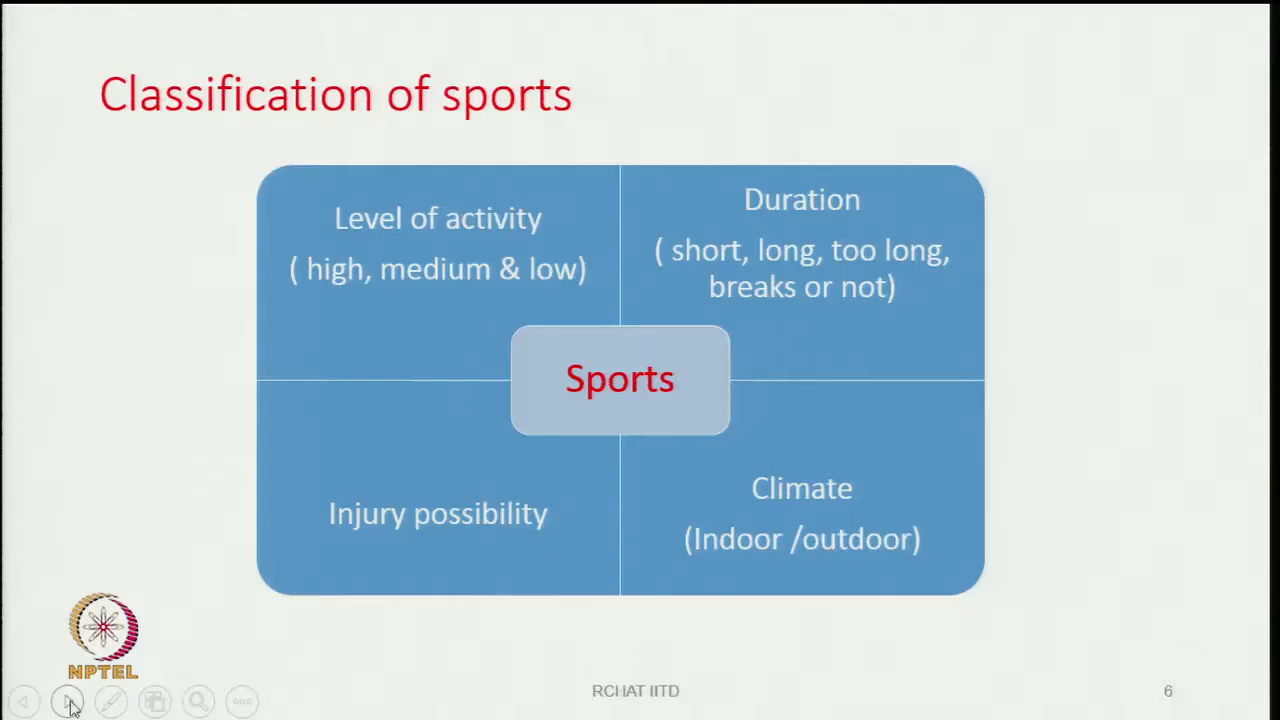 Classification of sports
Level of activity
( high, medium & low)
Duration
( short, long, too long,
breaks or not)
Sports
Injury possibility
Climate
(Indoor /outdoor)
NPTEL
RCHAT IITD
6